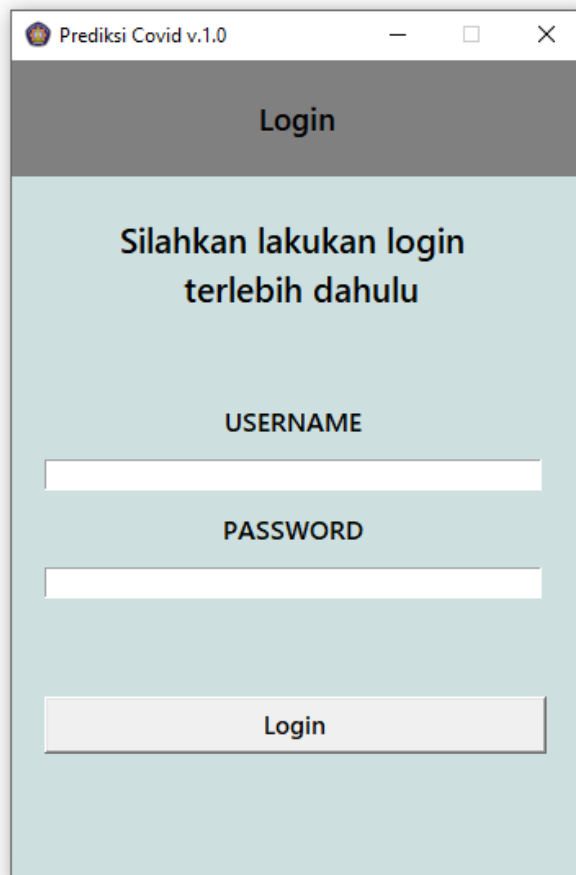 Prediksi Covid v.1.0
Login
Silahkan lakukan login
terlebih dahulu
USERNAME
PASSWORD
Login